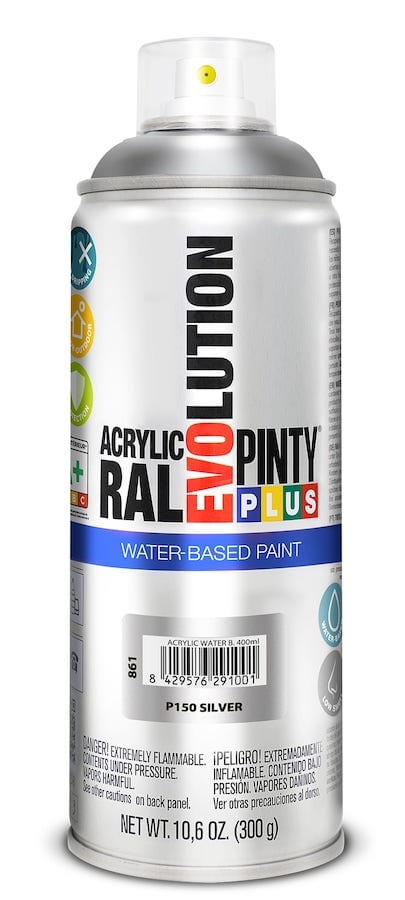 EVOLUTION
ACRYLIC
RAL
PINTY®
PLUS
WATER-BASED PAINT
ACRYLIC WATER B. 400ml
861
8 429576 291001
P150 SILVER
DANGER! EXTREMELY FLAMMABLE.
CONTENTS UNDER PRESSURE.
VAPORS HARMFUL.
See other cautions on back panel.
¡PELIGRO! EXTREMADAMENTE
INFLAMABLE. CONTENIDO BAJO
PRESIÓN. VAPORES DAÑINOS.
Ver otras precauciones al dorso.
NET WT. 10,6 OZ. (300 g)